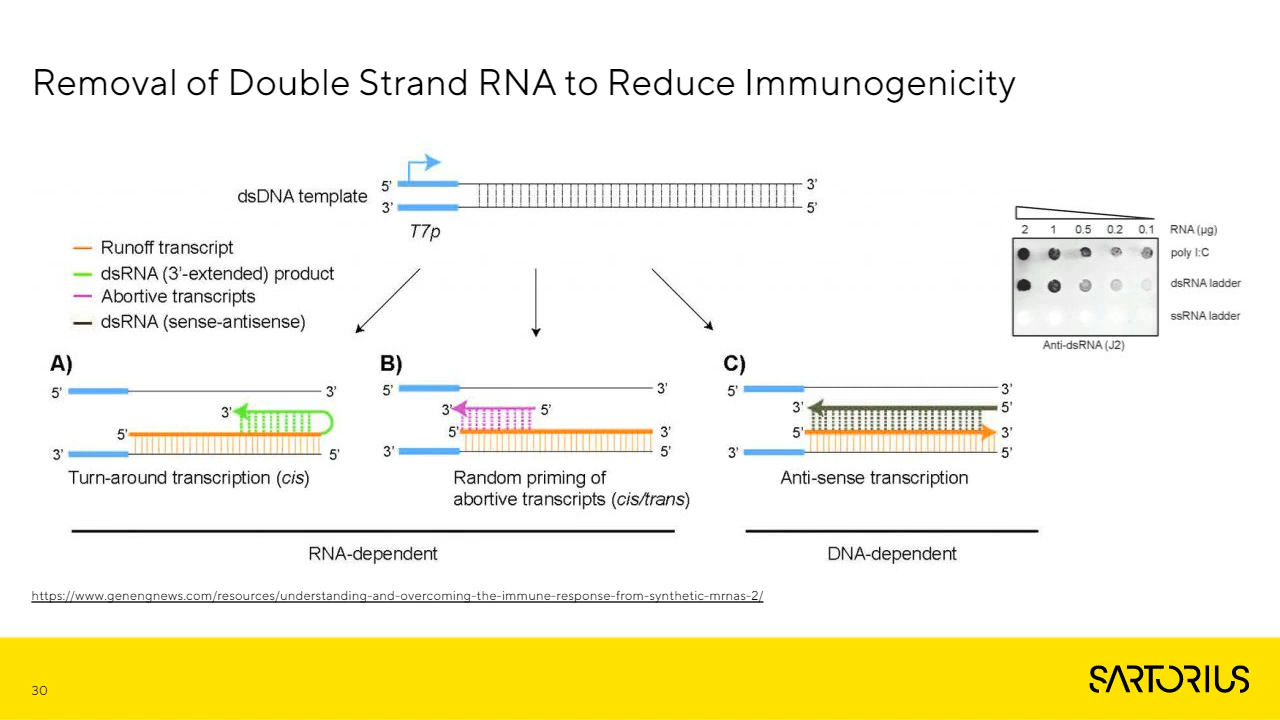 Removal of Double Strand RNA to Reduce Immunogenicity
dsDNA template
5' 3'
3' 5'
T7p
Runoff transcript
dsRNA (3'-extended) product
Abortive transcripts
dsRNA (sense-antisense)
2 1 0.5 0.2 0.1 RNA (µg)
poly I:C
dsRNA ladder
ssRNA ladder
Anti-dsRNA (J2)
A)
5' 3'
3'
5'
3' 5'
Turn-around transcription (cis)
B)
5' 3'
3' 5'
5' 3'
3' 5'
Random priming of
abortive transcripts (cis/trans)
C)
5' 3'
3' 5'
5' 3'
3' 5'
Anti-sense transcription
RNA-dependent
DNA-dependent
https://www.genengnews.com/resources/understanding-and-overcoming-the-immune-response-from-synthetic-mrnas-2/
30
SARTORIUS